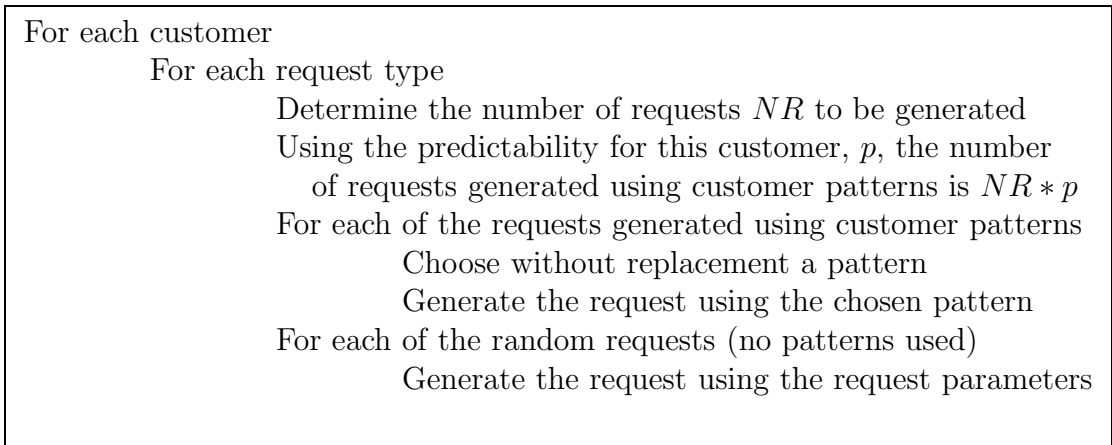 For each customer
For each request type
Determine the number of requests NR to be generated
Using the predictability for this customer, p, the number
of requests generated using customer patterns is NR ∗ p
For each of the requests generated using customer patterns
Choose without replacement a pattern
Generate the request using the chosen pattern
For each of the random requests (no patterns used)
Generate the request using the request parameters